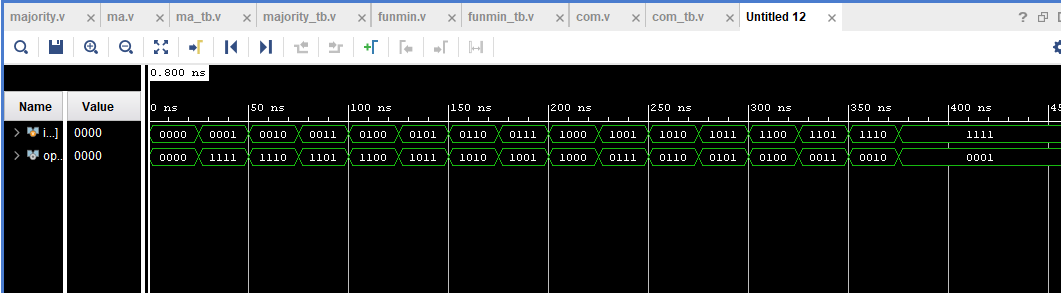 majority.v × ma.v × ma_tb.v × majority_tb.v × funmin.v × funmin_tb.v × com.v × com_tb.v × Untitled 12 × ?
0.800 ns
Name Value 0 ns 50 ns 100 ns 150 ns 200 ns 250 ns 300 ns 350 ns 400 ns 45
i...] 0000 0000 0001 0010 0011 0100 0101 0110 0111 1000 1001 1010 1011 1100 1101 1110 1111
op.. 0000 0000 1111 1110 1101 1100 1011 1010 1001 1000 0111 0110 0101 0100 0011 0010 0001